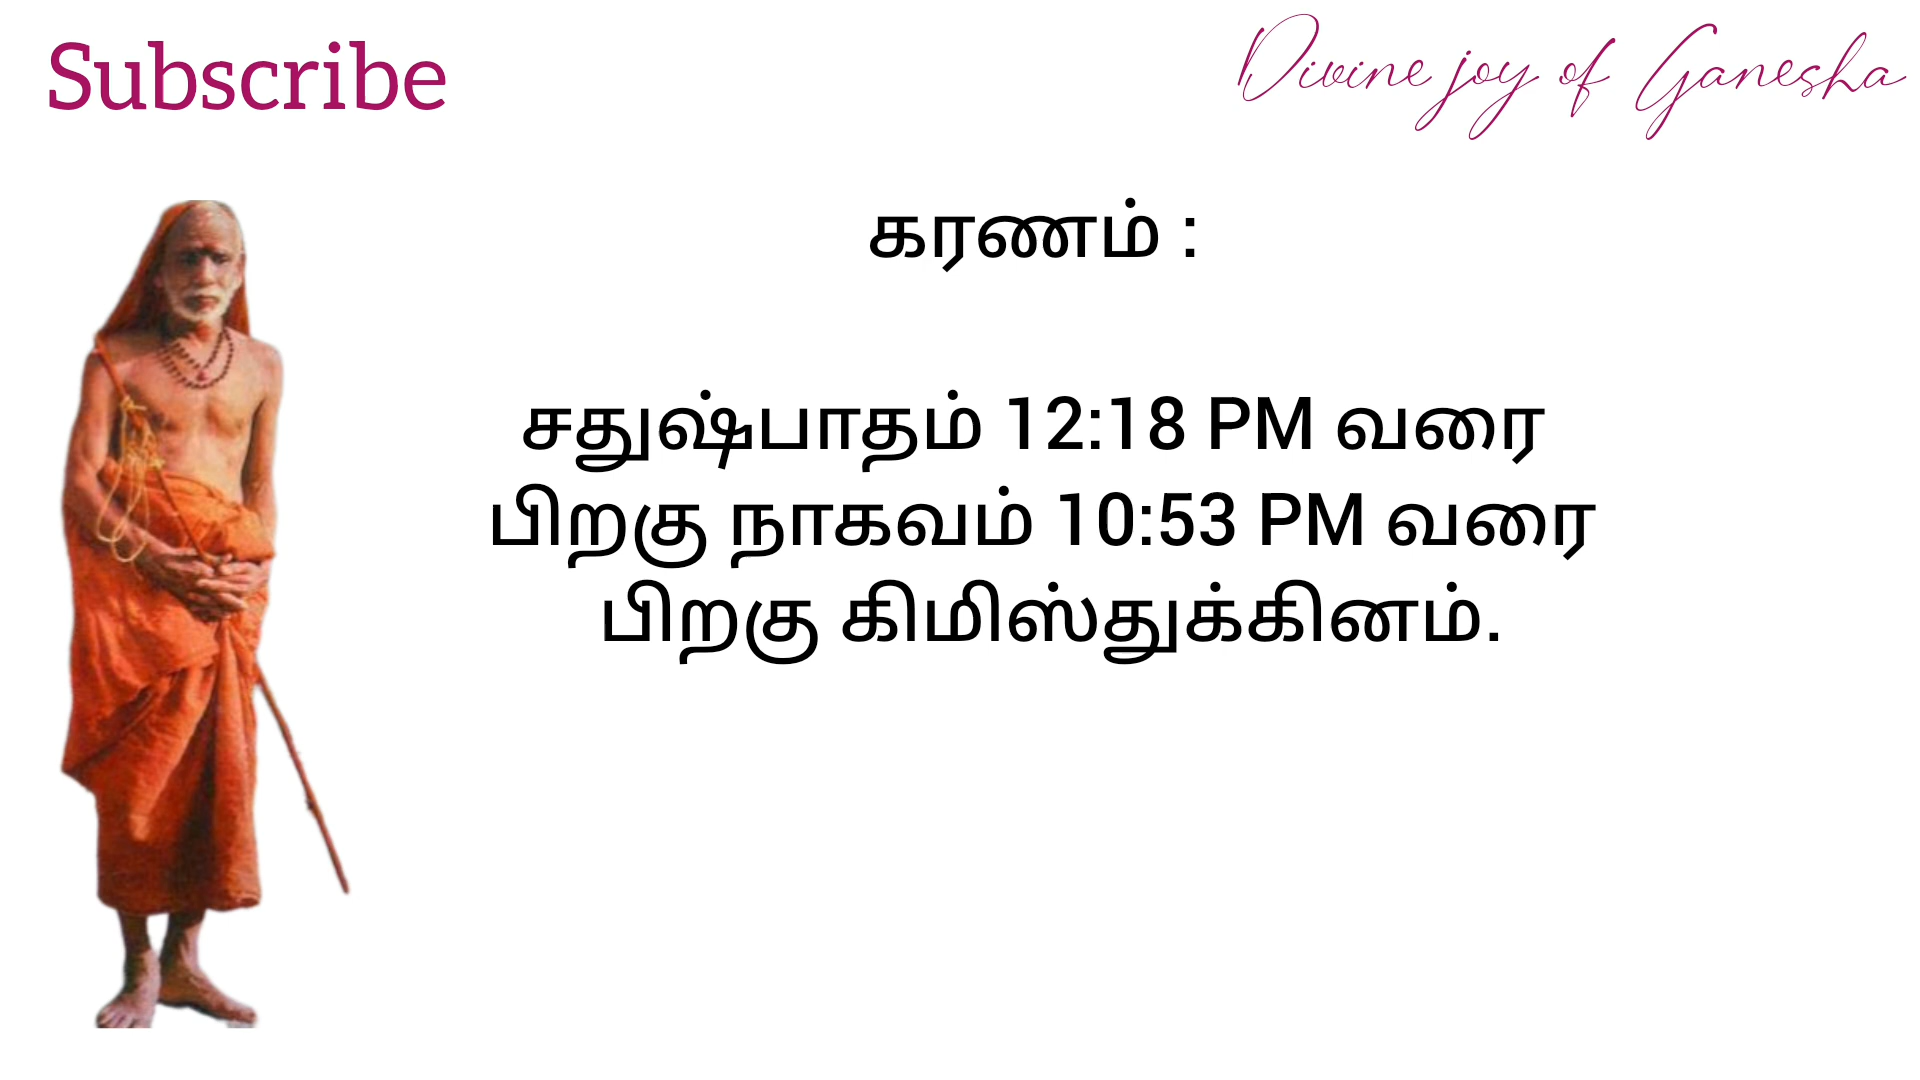 Subscribe
Divine joy of Ganesha
கரணம் :
சதுஷ்பாதம் 12:18 PM வரை
பிறகு நாகவம் 10:53 PM வரை
பிறகு கிமிஸ்துக்கினம்.